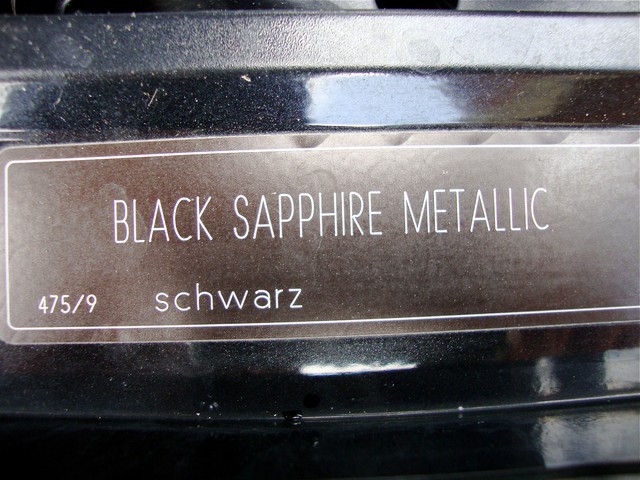 BLACK SAPPHIRE METALLIC
475/9 schwarz